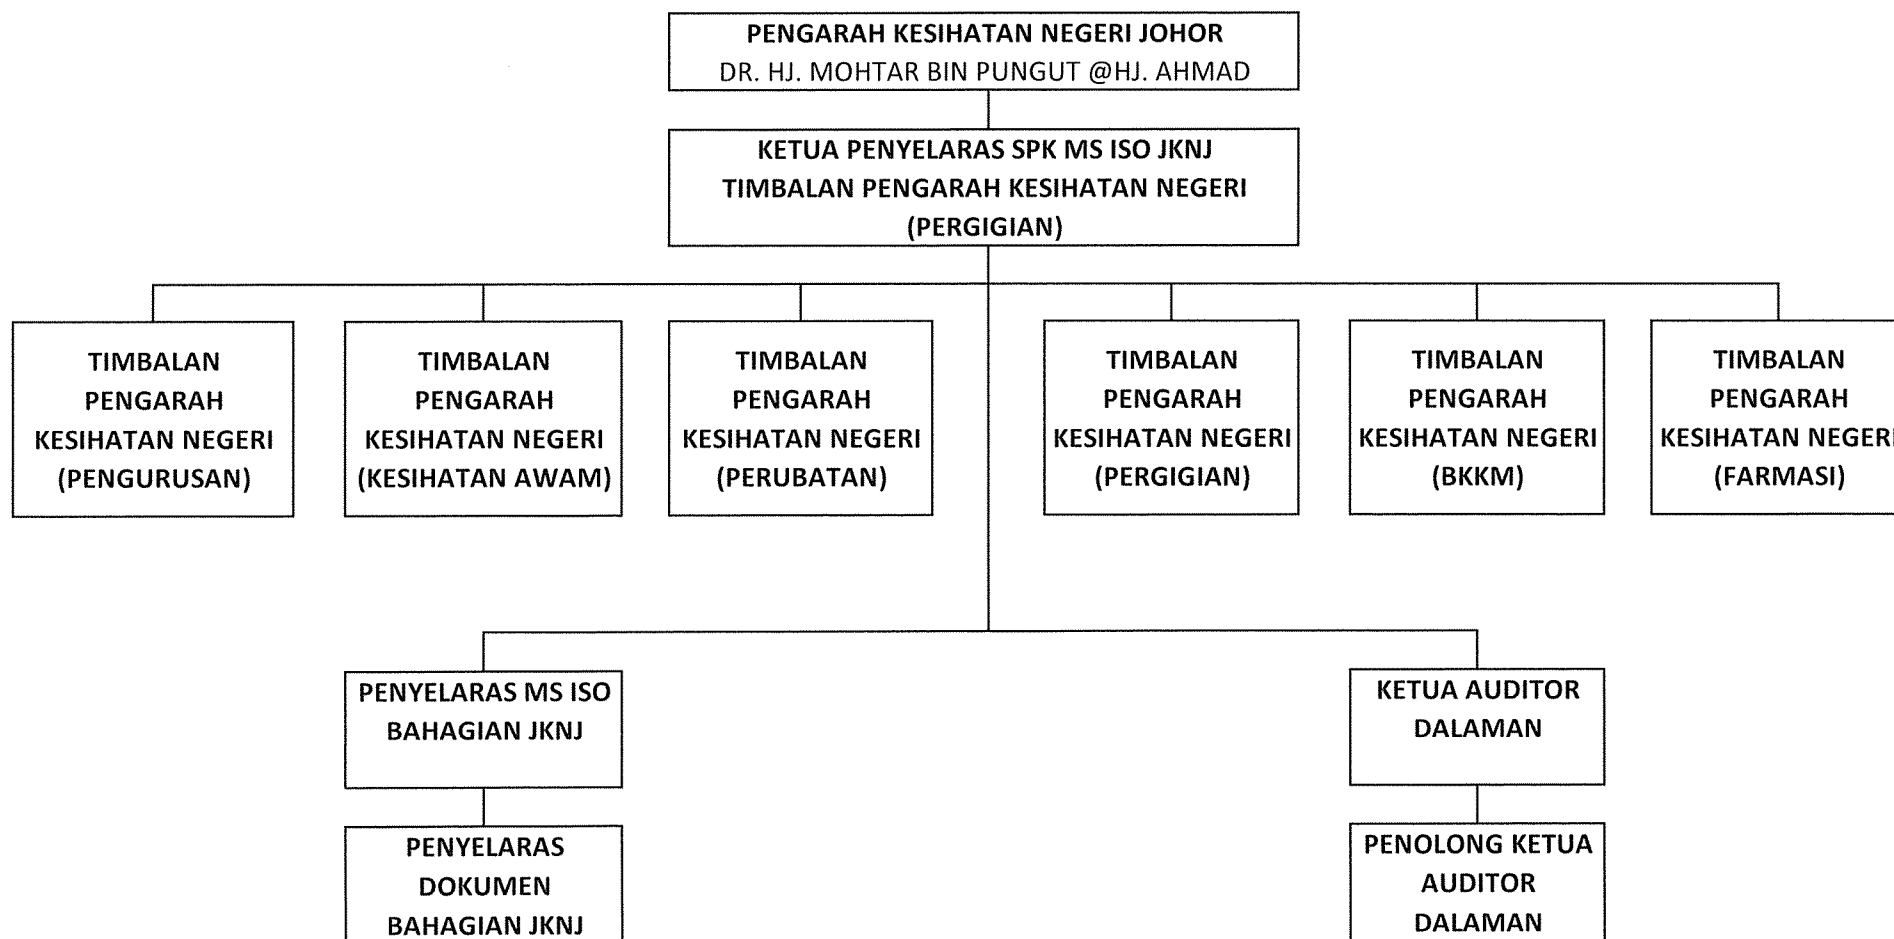 PENGARAH KESIHATAN NEGERI JOHOR
DR. HJ. MOHTAR BIN PUNGUT @HJ. AHMAD
KETUA PENYELARAS SPK MS ISO JKNJ
TIMBALAN PENGARAH KESIHATAN NEGERI
(PERGIGIAN)
TIMBALAN
PENGARAH
KESIHATAN NEGERI
(PENGURUSAN)
TIMBALAN
PENGARAH
KESIHATAN NEGERI
(KESIHATAN AWAM)
TIMBALAN
PENGARAH
KESIHATAN NEGERI
(PERUBATAN)
TIMBALAN
PENGARAH
KESIHATAN NEGERI
(PERGIGIAN)
TIMBALAN
PENGARAH
KESIHATAN NEGERI
(BKKM)
TIMBALAN
PENGARAH
KESIHATAN NEGERI
(FARMASI)
PENYELARAS MS ISO
BAHAGIAN JKNJ
KETUA AUDITOR
DALAMAN
PENYELARAS
DOKUMEN
BAHAGIAN JKNJ
PENOLONG KETUA
AUDITOR
DALAMAN